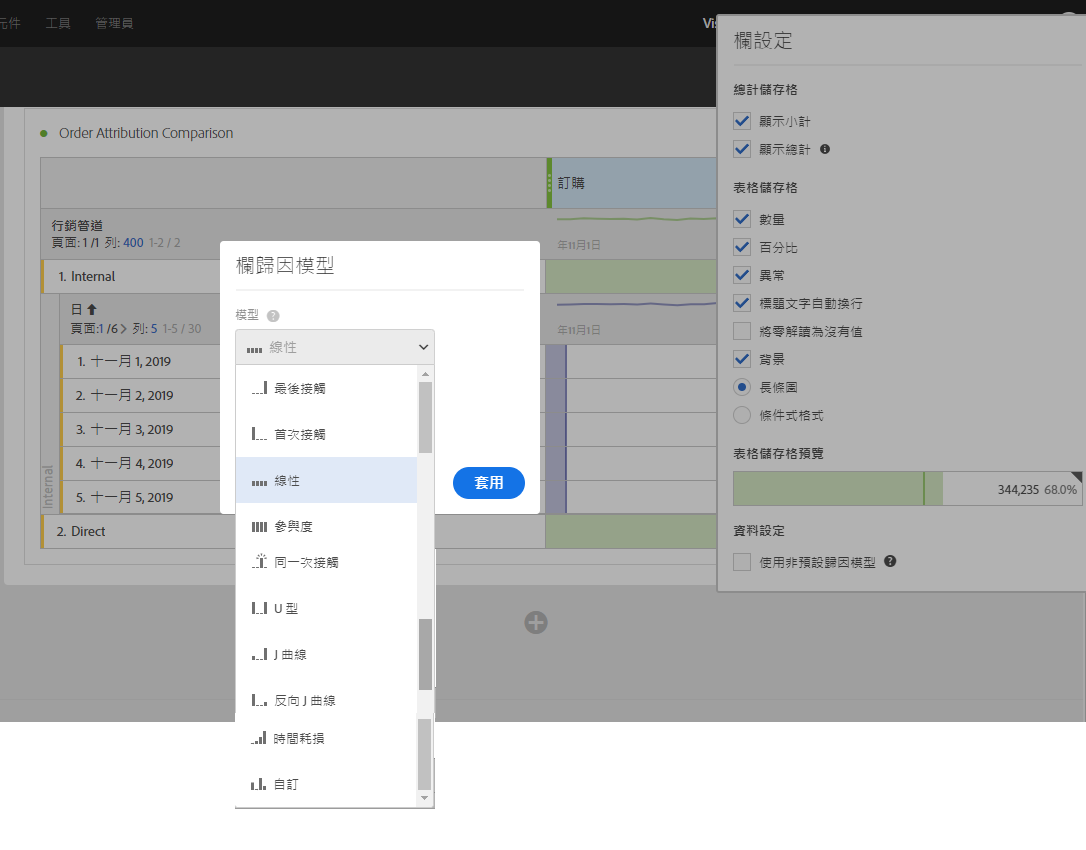 元件 工具 管理員
欄設定
總計儲存格
顯示小計
顯示總計
表格儲存格
數量
百分比
異常
標題文字自動換行
將零解讀為沒有值
背景
長條圖
條件式格式
表格儲存格預覽
344,235 68.0%
資料設定
使用非預設歸因模型
Order Attribution Comparison
訂購
行銷管道
頁面: 1 /1 列: 400 1-2 / 2
年11月1日
1. Internal
日
頁面:1 /6 列: 5 1-5 / 30
年11月1日
1. 十一月 1, 2019
2. 十一月 2, 2019
3. 十一月 3, 2019
4. 十一月 4, 2019
5. 十一月 5, 2019
Internal
2. Direct
欄歸因模型
模型
線性
最後接觸
首次接觸
線性
參與度
同一次接觸
U 型
J 曲線
反向 J 曲線
時間耗損
自訂
套用